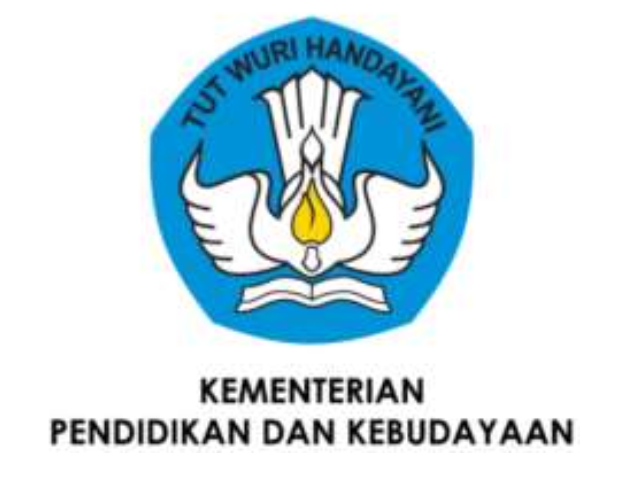 TUT WURI HANDAYANI
KEMENTERIAN
PENDIDIKAN DAN KEBUDAYAAN